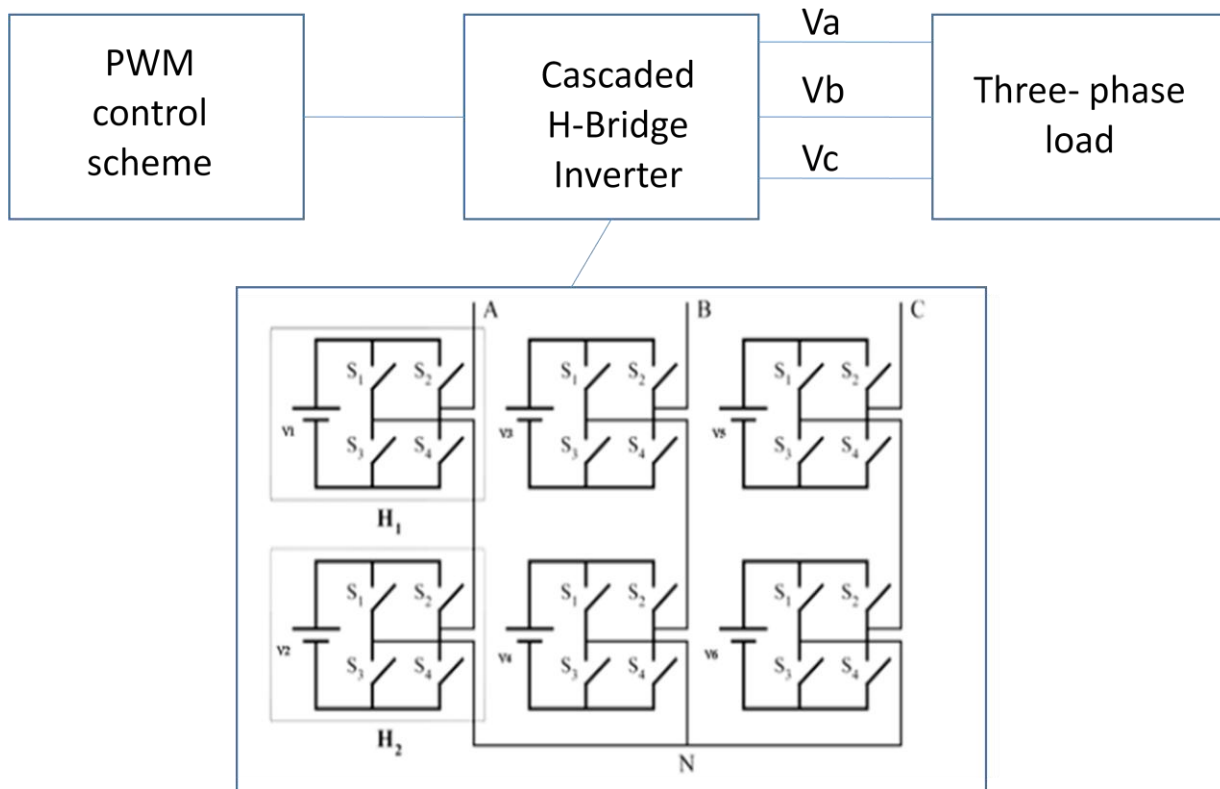 PWM
control
scheme
Cascaded
H-Bridge
Inverter
Va
Vb
Vc
Three- phase
load
A
B
C
S₁ S₂
S₁ S₂
S₁ S₂
V1
V3
V5
S₃ S₄
S₃ S₄
S₃ S₄
H₁
S₁ S₂
S₁ S₂
S₁ S₂
V2
V4
V6
S₃ S₄
S₃ S₄
S₃ S₄
H₂
N